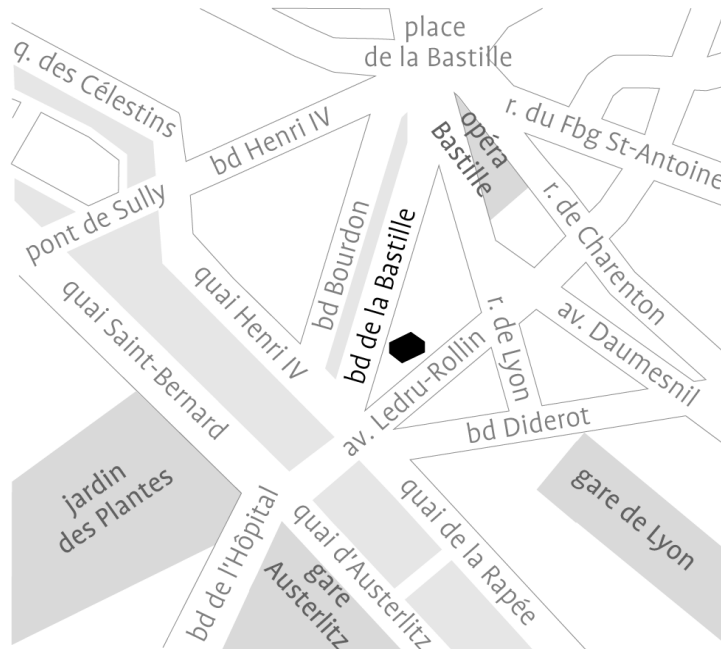 place
de la Bastille
q. des Célestins
bd Henri IV
opéra
Bastille
r. du Fbg St-Antoine
pont de Sully
r. de Charenton
bd Bourdon
bd de la Bastille
quai Henri IV
quai Saint-Bernard
r. de Lyon
av. Daumesnil
av. Ledru-Rollin
bd Diderot
jardin
des Plantes
gare de Lyon
bd de l'Hôpital
quai d'Austerlitz
quai de la Rapée
gare
Austerlitz